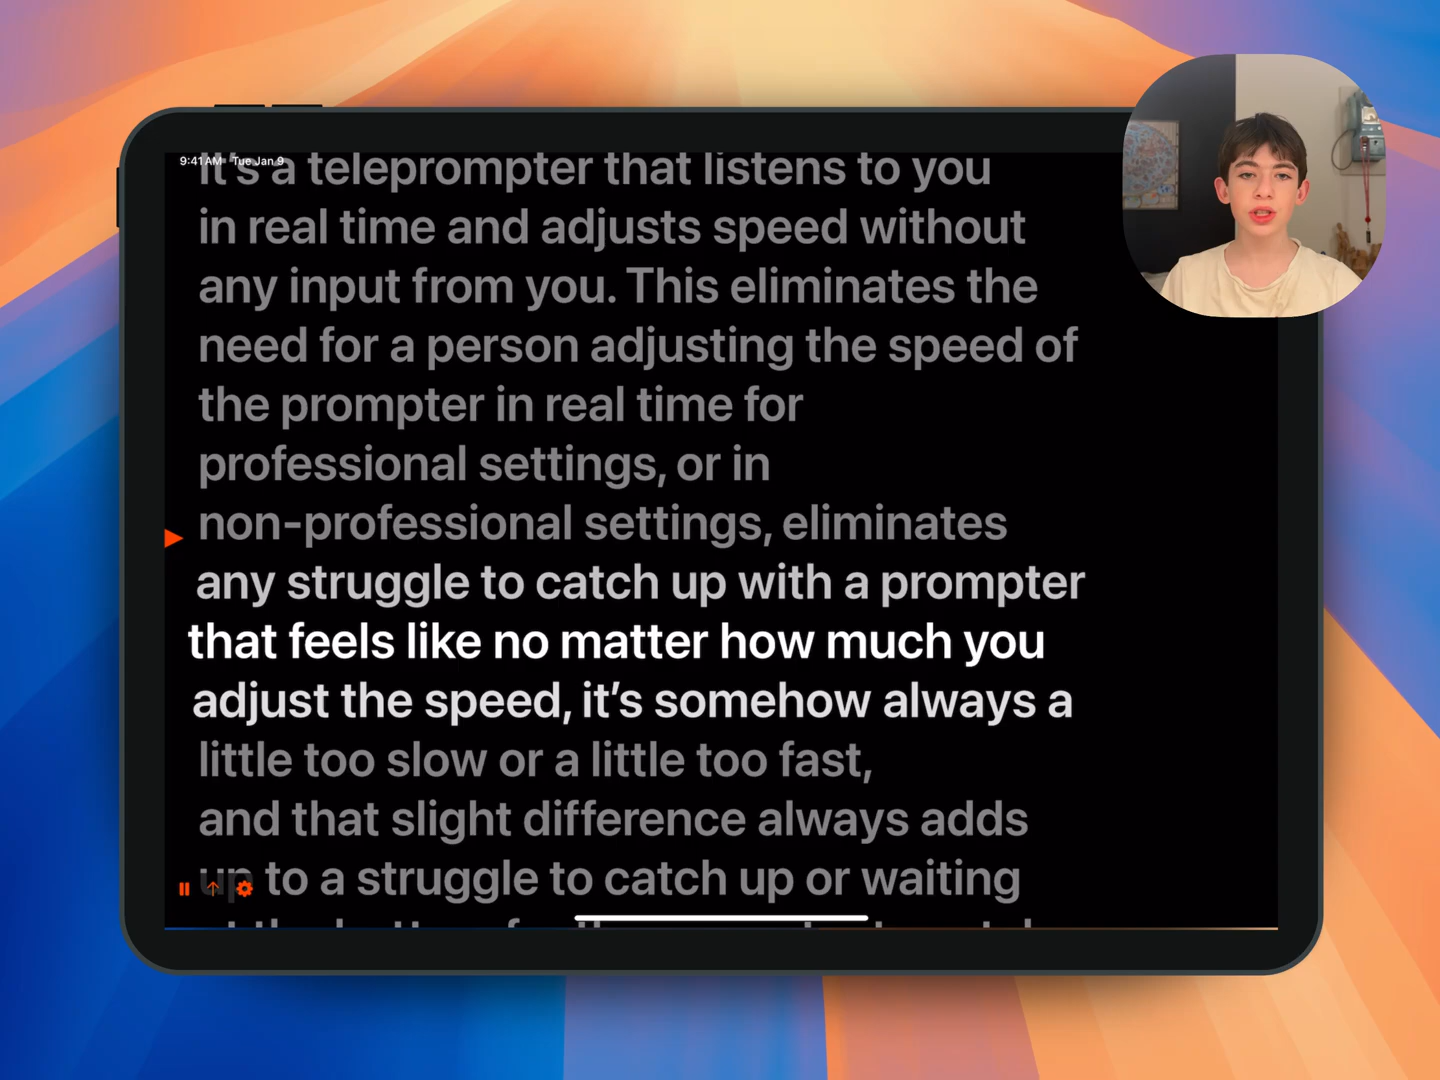 9:41 AM Tue Jan 9
It's a teleprompter that listens to you
in real time and adjusts speed without
any input from you. This eliminates the
need for a person adjusting the speed of
the prompter in real time for
professional settings, or in
non-professional settings, eliminates
any struggle to catch up with a prompter
that feels like no matter how much you
adjust the speed, it’s somehow always a
little too slow or a little too fast,
and that slight difference always adds
up to a struggle to catch up or waiting